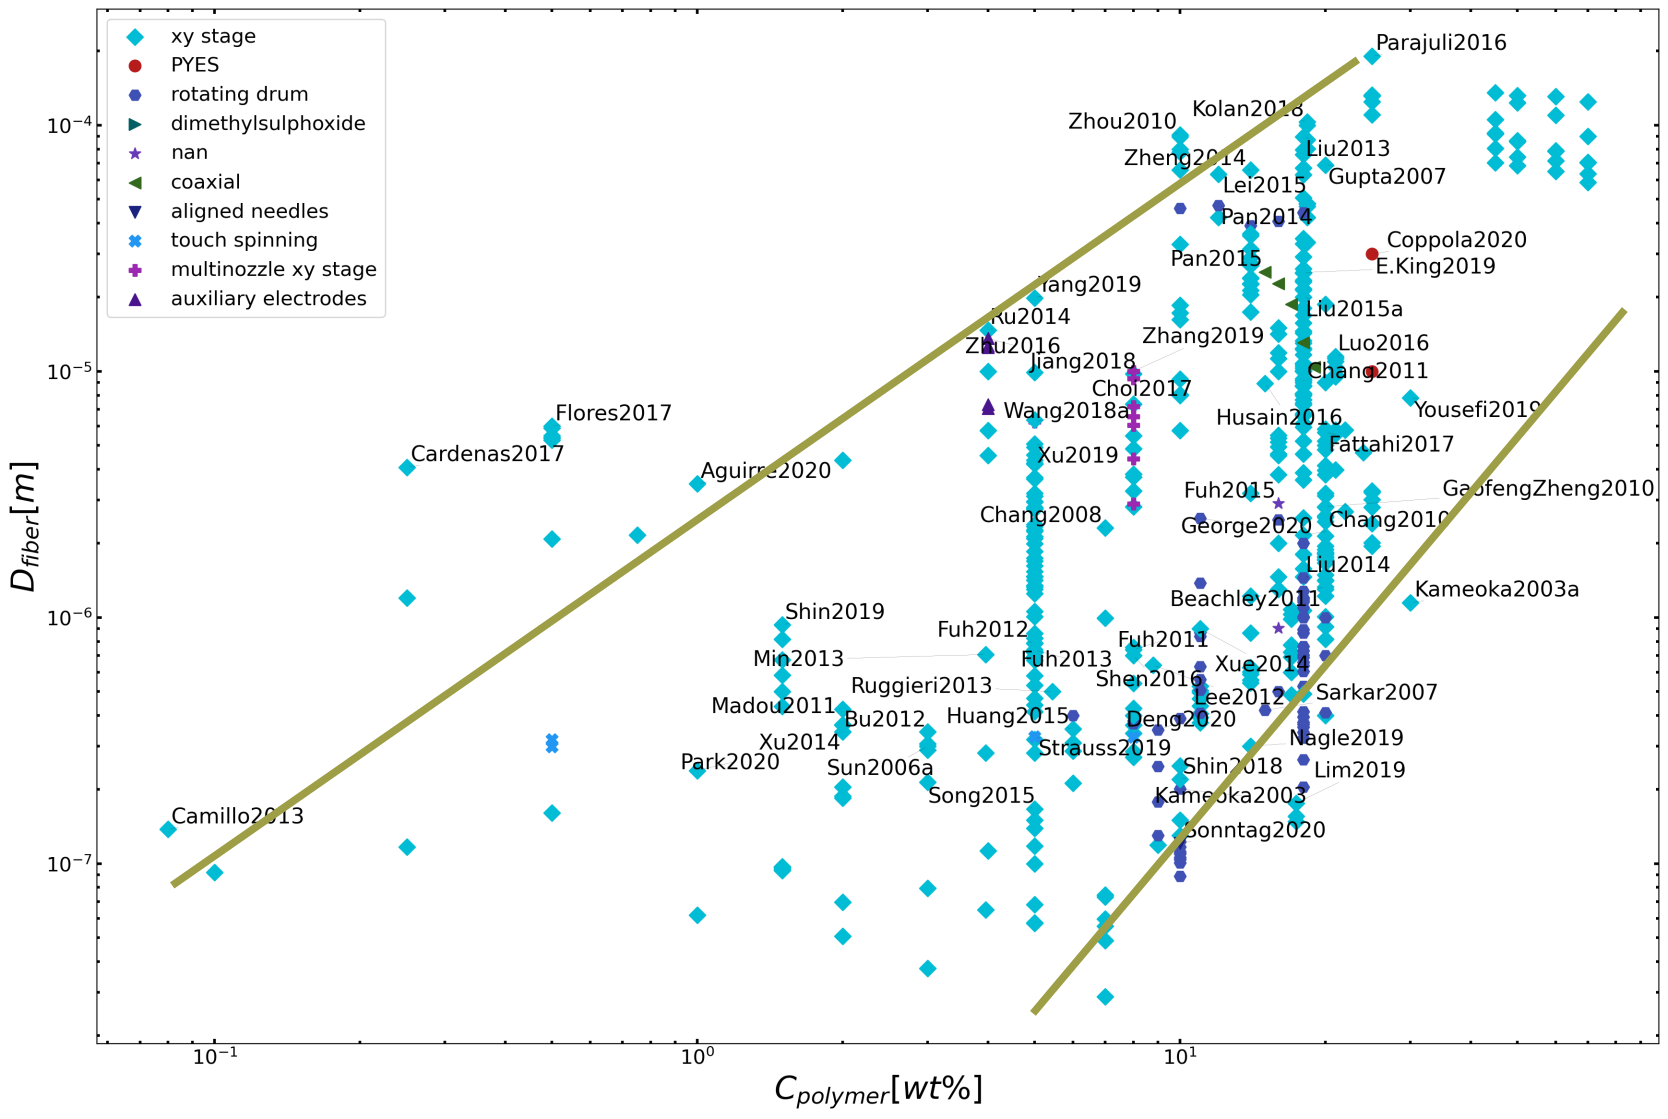 xy stage
PYES
rotating drum
dimethylsulphoxide
nan
coaxial
aligned needles
touch spinning
multinozzle xy stage
auxiliary electrodes
Parajuli2016
Kolan2018
Zhou2010
Liu2013
Zheng2014
Gupta2007
Lei2015
Pan2014
Coppola2020
Pan2015
E.King2019
Yang2019
Liu2015a
Ru2014
Zhang2019
Zhu2016
Luo2016
Jiang2018
Chang2011
Choi2017
Wang2018a
Yousefi2019
Flores2017
Husain2016
Cardenas2017
Fattahi2017
Xu2019
Aguirre2020
Fuh2015
GaofengZheng2010
Chang2008
Chang2010
George2020
Liu2014
Kameoka2003a
Beachley2011
Shin2019
Fuh2012
Fuh2011
Min2013
Fuh2013
Xue2014
Shen2016
Ruggieri2013
Lee2012
Sarkar2007
Madou2011
Bu2012
Huang2015
Deng2020
Xu2014
Strauss2019
Nagle2019
Park2020
Sun2006a
Shin2018
Lim2019
Song2015
Kameoka2003
Camillo2013
Sonntag2020
10⁻⁴
10⁻⁵
10⁻⁶
10⁻⁷
D_fiber[m]
10⁻¹
10⁰
10¹
C_polymer[wt%]